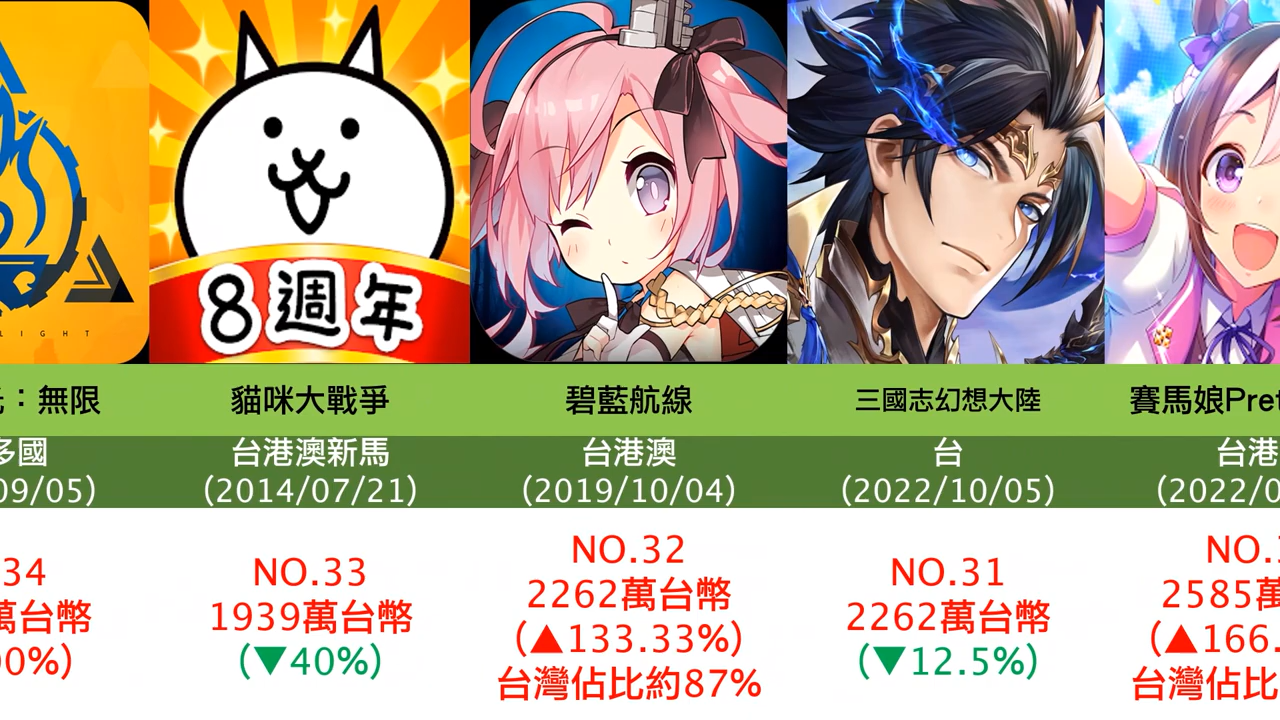 LIGHT
8週年
：無限
貓咪大戰爭
碧藍航線
三國志幻想大陸
賽馬娘Pret
多國
09/05)
台港澳新馬
(2014/07/21)
台港澳
(2019/10/04)
台
(2022/10/05)
台港
(2022/0
34
萬台幣
0%)
NO.33
1939萬台幣
(▼40%)
NO.32
2262萬台幣
(▲133.33%)
台灣佔比約87%
NO.31
2262萬台幣
(▼12.5%)
NO.
2585萬
(▲166.
台灣佔比